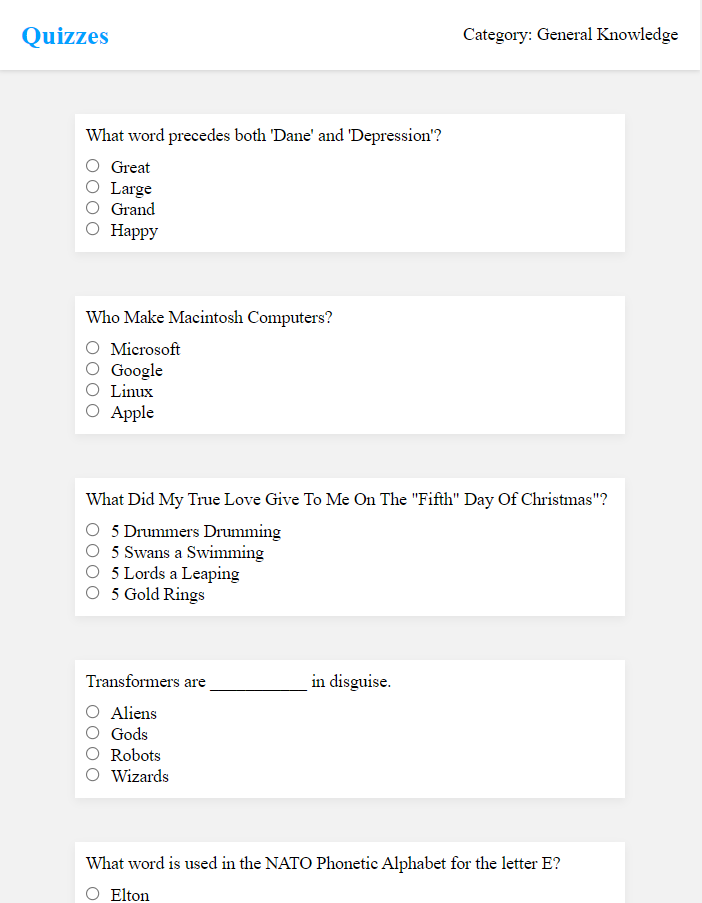 Quizzes
Category: General Knowledge
What word precedes both 'Dane' and 'Depression'?
Great
Large
Grand
Happy
Who Make Macintosh Computers?
Microsoft
Google
Linux
Apple
What Did My True Love Give To Me On The "Fifth" Day Of Christmas"?
5 Drummers Drumming
5 Swans a Swimming
5 Lords a Leaping
5 Gold Rings
Transformers are ___________ in disguise.
Aliens
Gods
Robots
Wizards
What word is used in the NATO Phonetic Alphabet for the letter E?
Elton